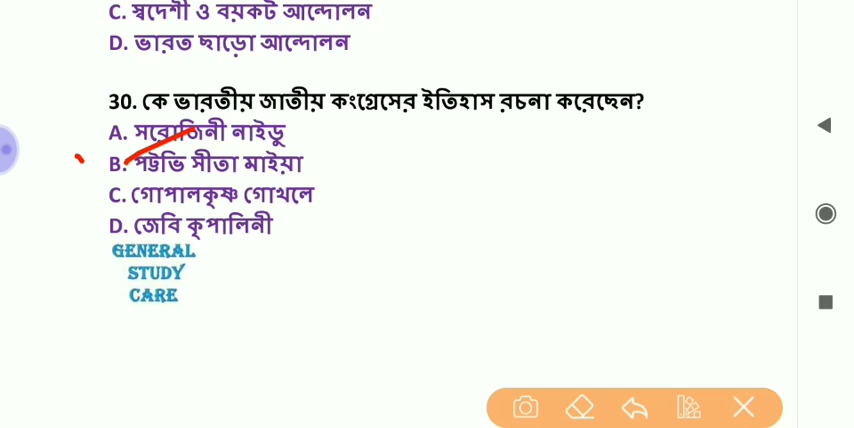 C. স্বদেশী ও বয়কট আন্দোলন
D. ভারত ছাড়ো আন্দোলন
30. কে ভারতীয় জাতীয় কংগ্রেসের ইতিহাস রচনা করেছেন?
A. সরোজিনী নাইডু
B. পট্টভি সীতা মাইয়া
C. গোপালকৃষ্ণ গোখলে
D. জেবি কৃপালিনী
GENERAL
STUDY
CARE